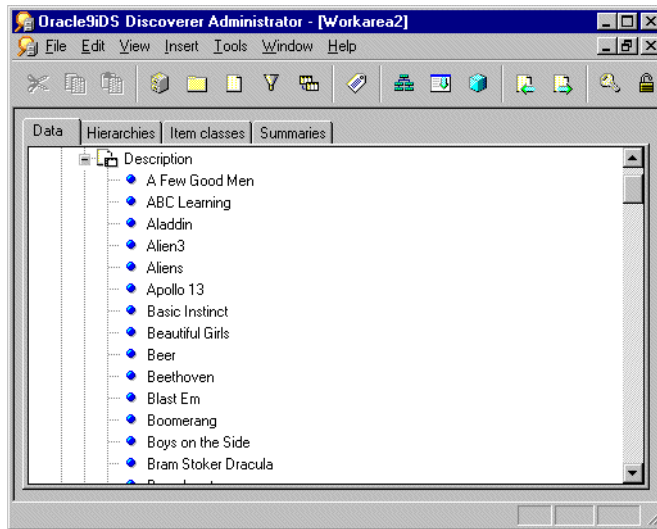 Oracle9iDS Discoverer Administrator - [Workarea2]
File Edit View Insert Tools Window Help
Data Hierarchies Item classes Summaries
Description
A Few Good Men
ABC Learning
Aladdin
Alien3
Aliens
Apollo 13
Basic Instinct
Beautiful Girls
Beer
Beethoven
Blast Em
Boomerang
Boys on the Side
Bram Stoker Dracula